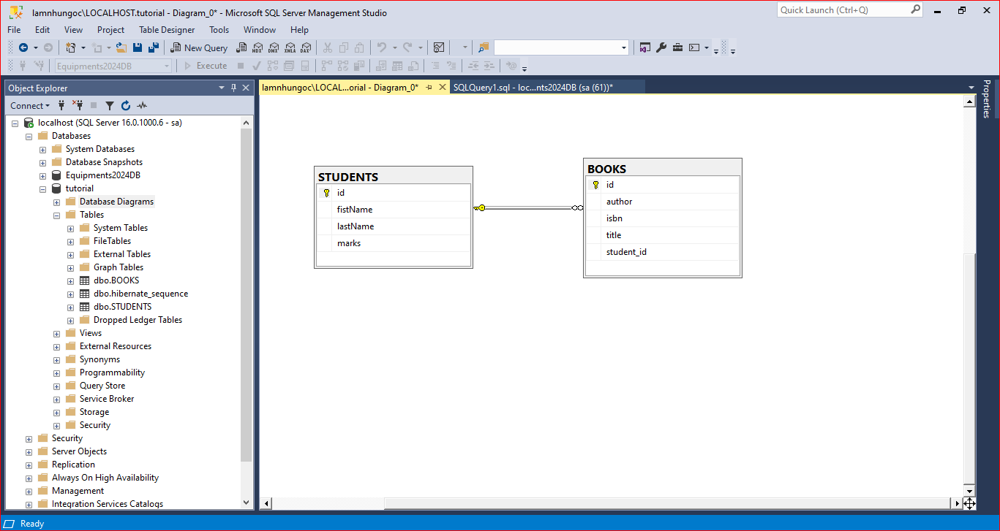 lamnhungoc\LOCALHOST.tutorial - Diagram_0* - Microsoft SQL Server Management Studio
Quick Launch (Ctrl+Q)
File Edit View Project Table Designer Tools Window Help
New Query MDX DMX XMLA DAX
Equipments2024DB Execute
Object Explorer
Connect
localhost (SQL Server 16.0.1000.6 - sa)
Databases
System Databases
Database Snapshots
Equipments2024DB
tutorial
Database Diagrams
Tables
System Tables
FileTables
External Tables
Graph Tables
dbo.BOOKS
dbo.hibernate_sequence
dbo.STUDENTS
Dropped Ledger Tables
Views
External Resources
Synonyms
Programmability
Query Store
Service Broker
Storage
Security
Security
Server Objects
Replication
Always On High Availability
Management
Integration Services Catalogs
lamnhungoc\LOCAL...orial - Diagram_0* SQLQuery1.sql - loc...nts2024DB (sa (61))*
STUDENTS
id
fistName
lastName
marks
BOOKS
id
author
isbn
title
student_id
Properties
Ready